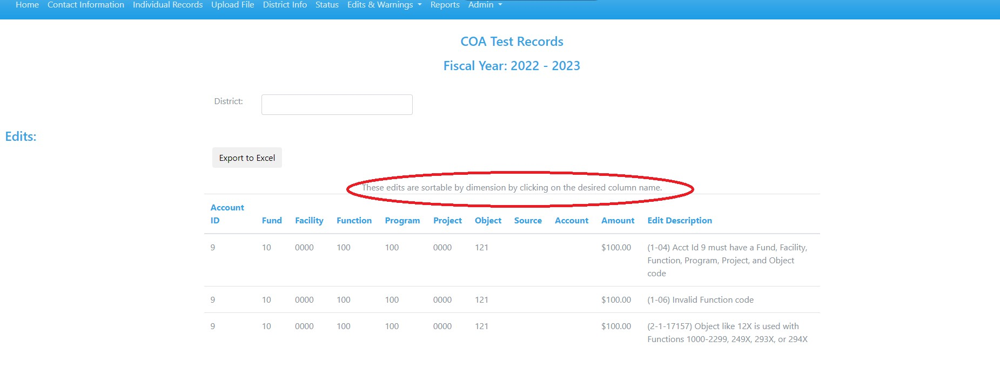 Home Contact Information Individual Records Upload File District Info Status Edits & Warnings Reports Admin
COA Test Records
Fiscal Year: 2022 - 2023
District:
Edits:
Export to Excel
These edits are sortable by dimension by clicking on the desired column name.
Account
ID Fund Facility Function Program Project Object Source Account Amount Edit Description
9 10 0000 100 100 0000 121 $100.00 (1-04) Acct Id 9 must have a Fund, Facility,
Function, Program, Project, and Object
code
9 10 0000 100 100 0000 121 $100.00 (1-06) Invalid Function code
9 10 0000 100 100 0000 121 $100.00 (2-1-17157) Object like 12X is used with
Functions 1000-2299, 249X, 293X, or 294X